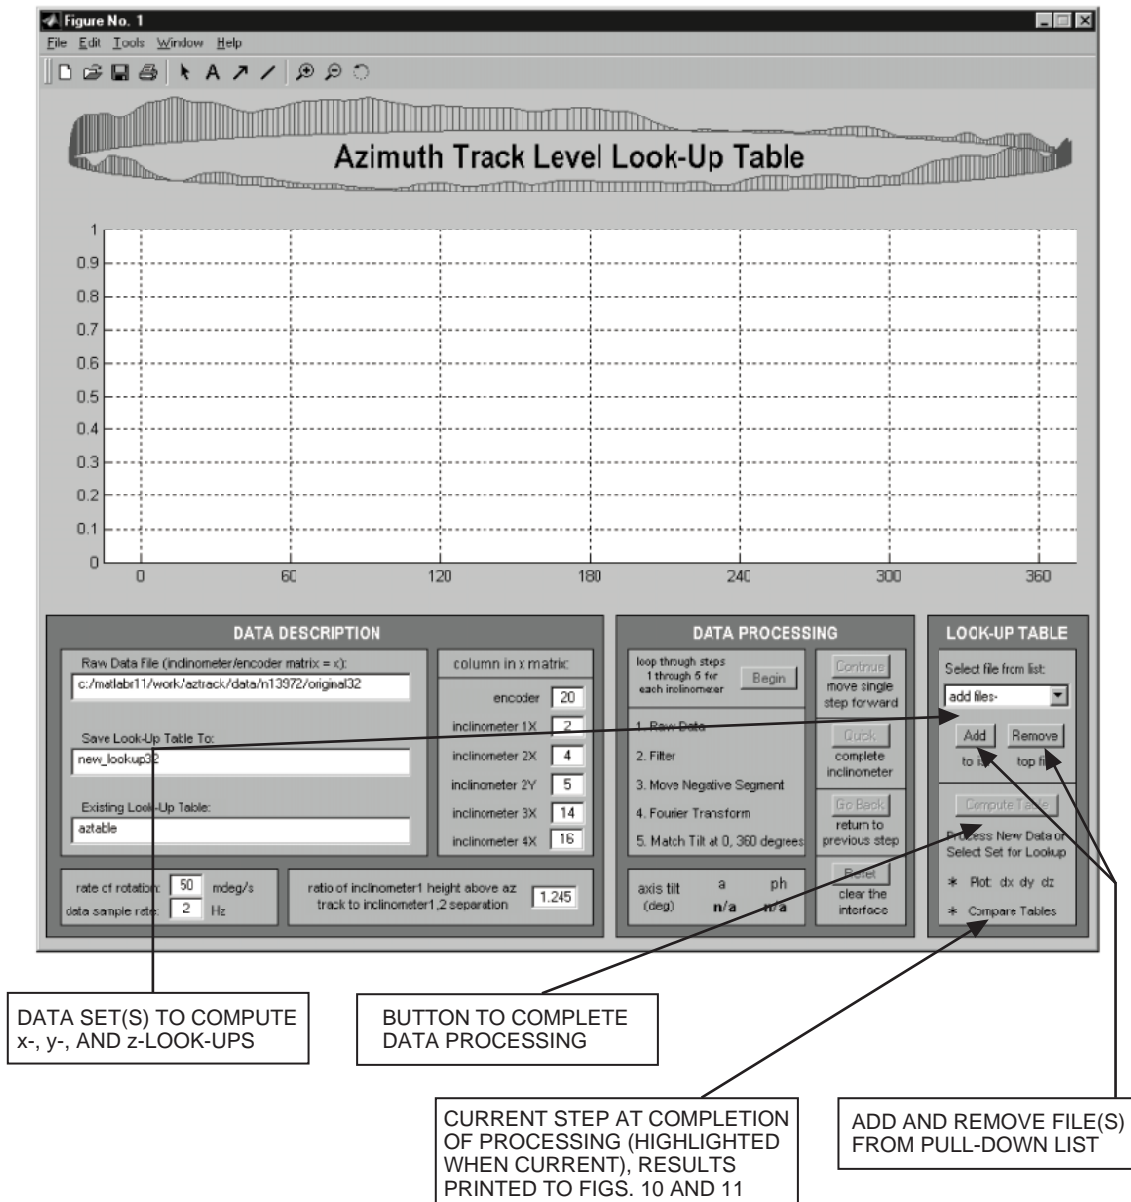 Figure No. 1
File Edit Tools Window Help
A
Azimuth Track Level Look-Up Table
1
0.9
0.8
0.7
0.6
0.5
0.4
0.3
0.2
0.1
0
0 60 120 180 240 300 360
DATA DESCRIPTION
Raw Data File (inclinometer/encoder matrix = x):
c:/matlabr11/work/aztrack/data/n13972/original32
Save Look-Up Table To:
new_lookup32
Existing Look-Up Table:
aztable
column in x matrix:
encoder 20
inclinometer 1X 2
inclinometer 2X 4
inclinometer 2Y 5
inclinometer 3X 14
inclinometer 4X 16
rate of rotation: 50 mdeg/s
data sample rate: 2 Hz
ratio of inclinometer1 height above az
track to inclinometer1,2 separation 1.245
DATA PROCESSING
loop through steps
1 through 5 for
each inclinometer
Begin
1. Raw Data
2. Filter
3. Move Negative Segment
4. Fourier Transform
5. Match Tilt at 0, 360 degrees
axis tilt a ph
(deg) n/a n/a
Continue
move single
step forward
Quick
complete
inclinometer
Go Back
return to
previous step
Reset
clear the
interface
LOOK-UP TABLE
Select file from list:
add files-
Add Remove
to top
Compute Table
Process New Data or
Select Set for Lookup
* Plot: dx dy dz
* Compare Tables
DATA SET(S) TO COMPUTE
x-, y-, AND z-LOOK-UPS
BUTTON TO COMPLETE
DATA PROCESSING
CURRENT STEP AT COMPLETION
OF PROCESSING (HIGHLIGHTED
WHEN CURRENT), RESULTS
PRINTED TO FIGS. 10 AND 11
ADD AND REMOVE FILE(S)
FROM PULL-DOWN LIST